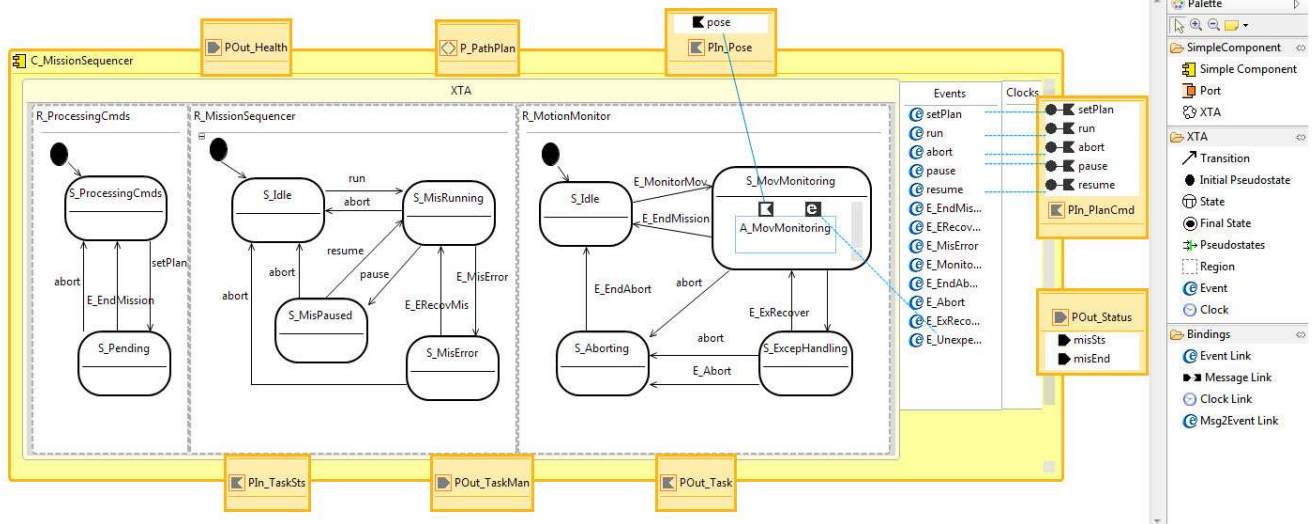 Palette
pose
POut_Health
P_PathPlan
PIn_Pose
C_MissionSequencer
XTA
Events
Clocks
R_ProcessingCmds
R_MissionSequencer
R_MotionMonitor
setPlan
run
abort
pause
resume
E_EndMis...
E_ERecov...
E_MisError
E_Monito...
E_EndAb...
E_Abort
E_ExReco...
E_Unexpe...
setPlan
run
abort
pause
resume
PIn_PlanCmd
POut_Status
misSts
misEnd
S_ProcessingCmds
setPlan
abort
E_EndMission
S_Pending
S_Idle
run
abort
S_MisRunning
resume
pause
abort
abort
E_MisError
E_ERecovMis
S_MisPaused
S_MisError
S_Idle
E_MonitorMov
E_EndMission
S_MovMonitoring
e
A_MovMonitoring
E_EndAbort
abort
E_ExRecover
S_Aborting
abort
S_ExcepHandling
E_Abort
PIn_TaskSts
POut_TaskMan
POut_Task
SimpleComponent
Simple Component
Port
XTA
XTA
Transition
Initial Pseudostate
State
Final State
Pseudostates
Region
Event
Clock
Bindings
Event Link
Message Link
Clock Link
Msg2Event Link